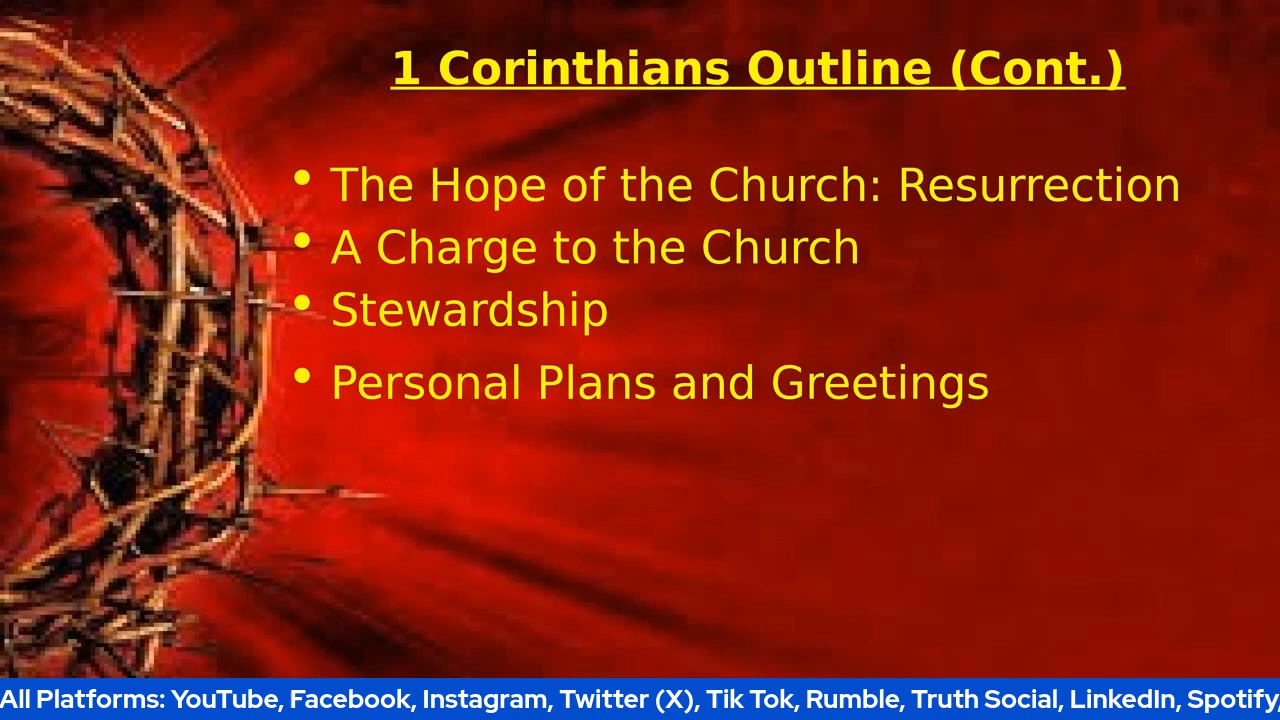 1 Corinthians Outline (Cont.)
• The Hope of the Church: Resurrection
• A Charge to the Church
• Stewardship
• Personal Plans and Greetings
All Platforms: YouTube, Facebook, Instagram, Twitter (X), Tik Tok, Rumble, Truth Social, LinkedIn, Spotify,